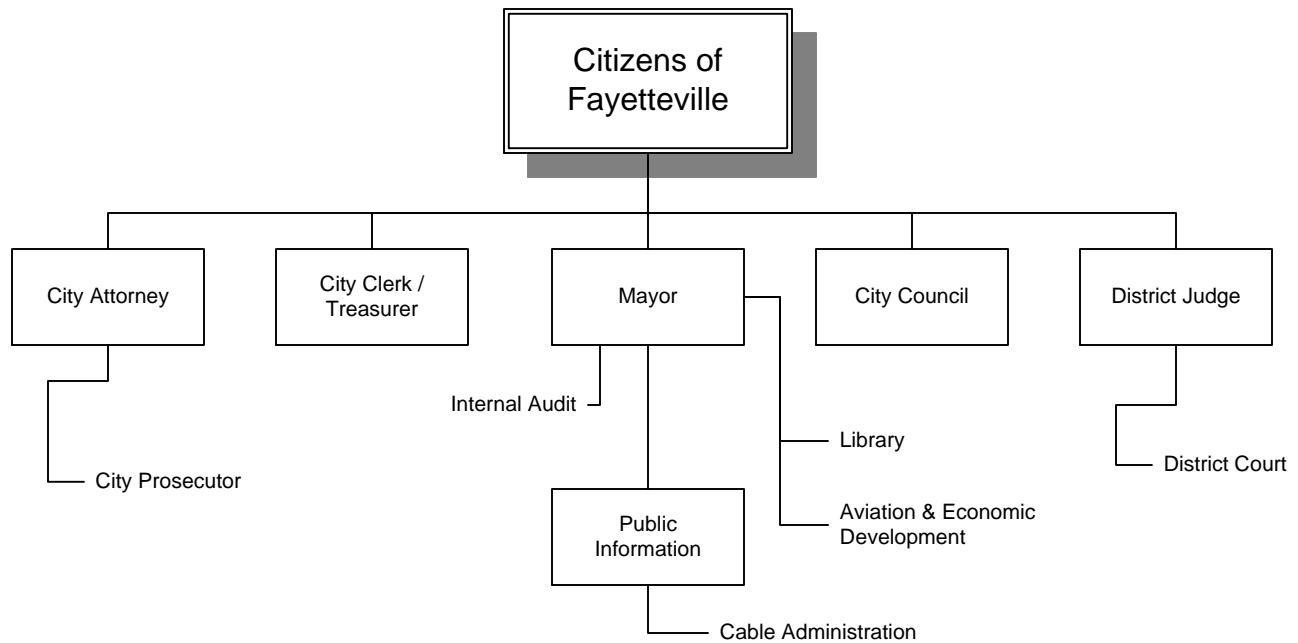 Citizens of
Fayetteville
City Attorney
City Clerk /
Treasurer
Mayor
City Council
District Judge
Internal Audit
Library
District Court
City Prosecutor
Public
Information
Aviation & Economic
Development
Cable Administration